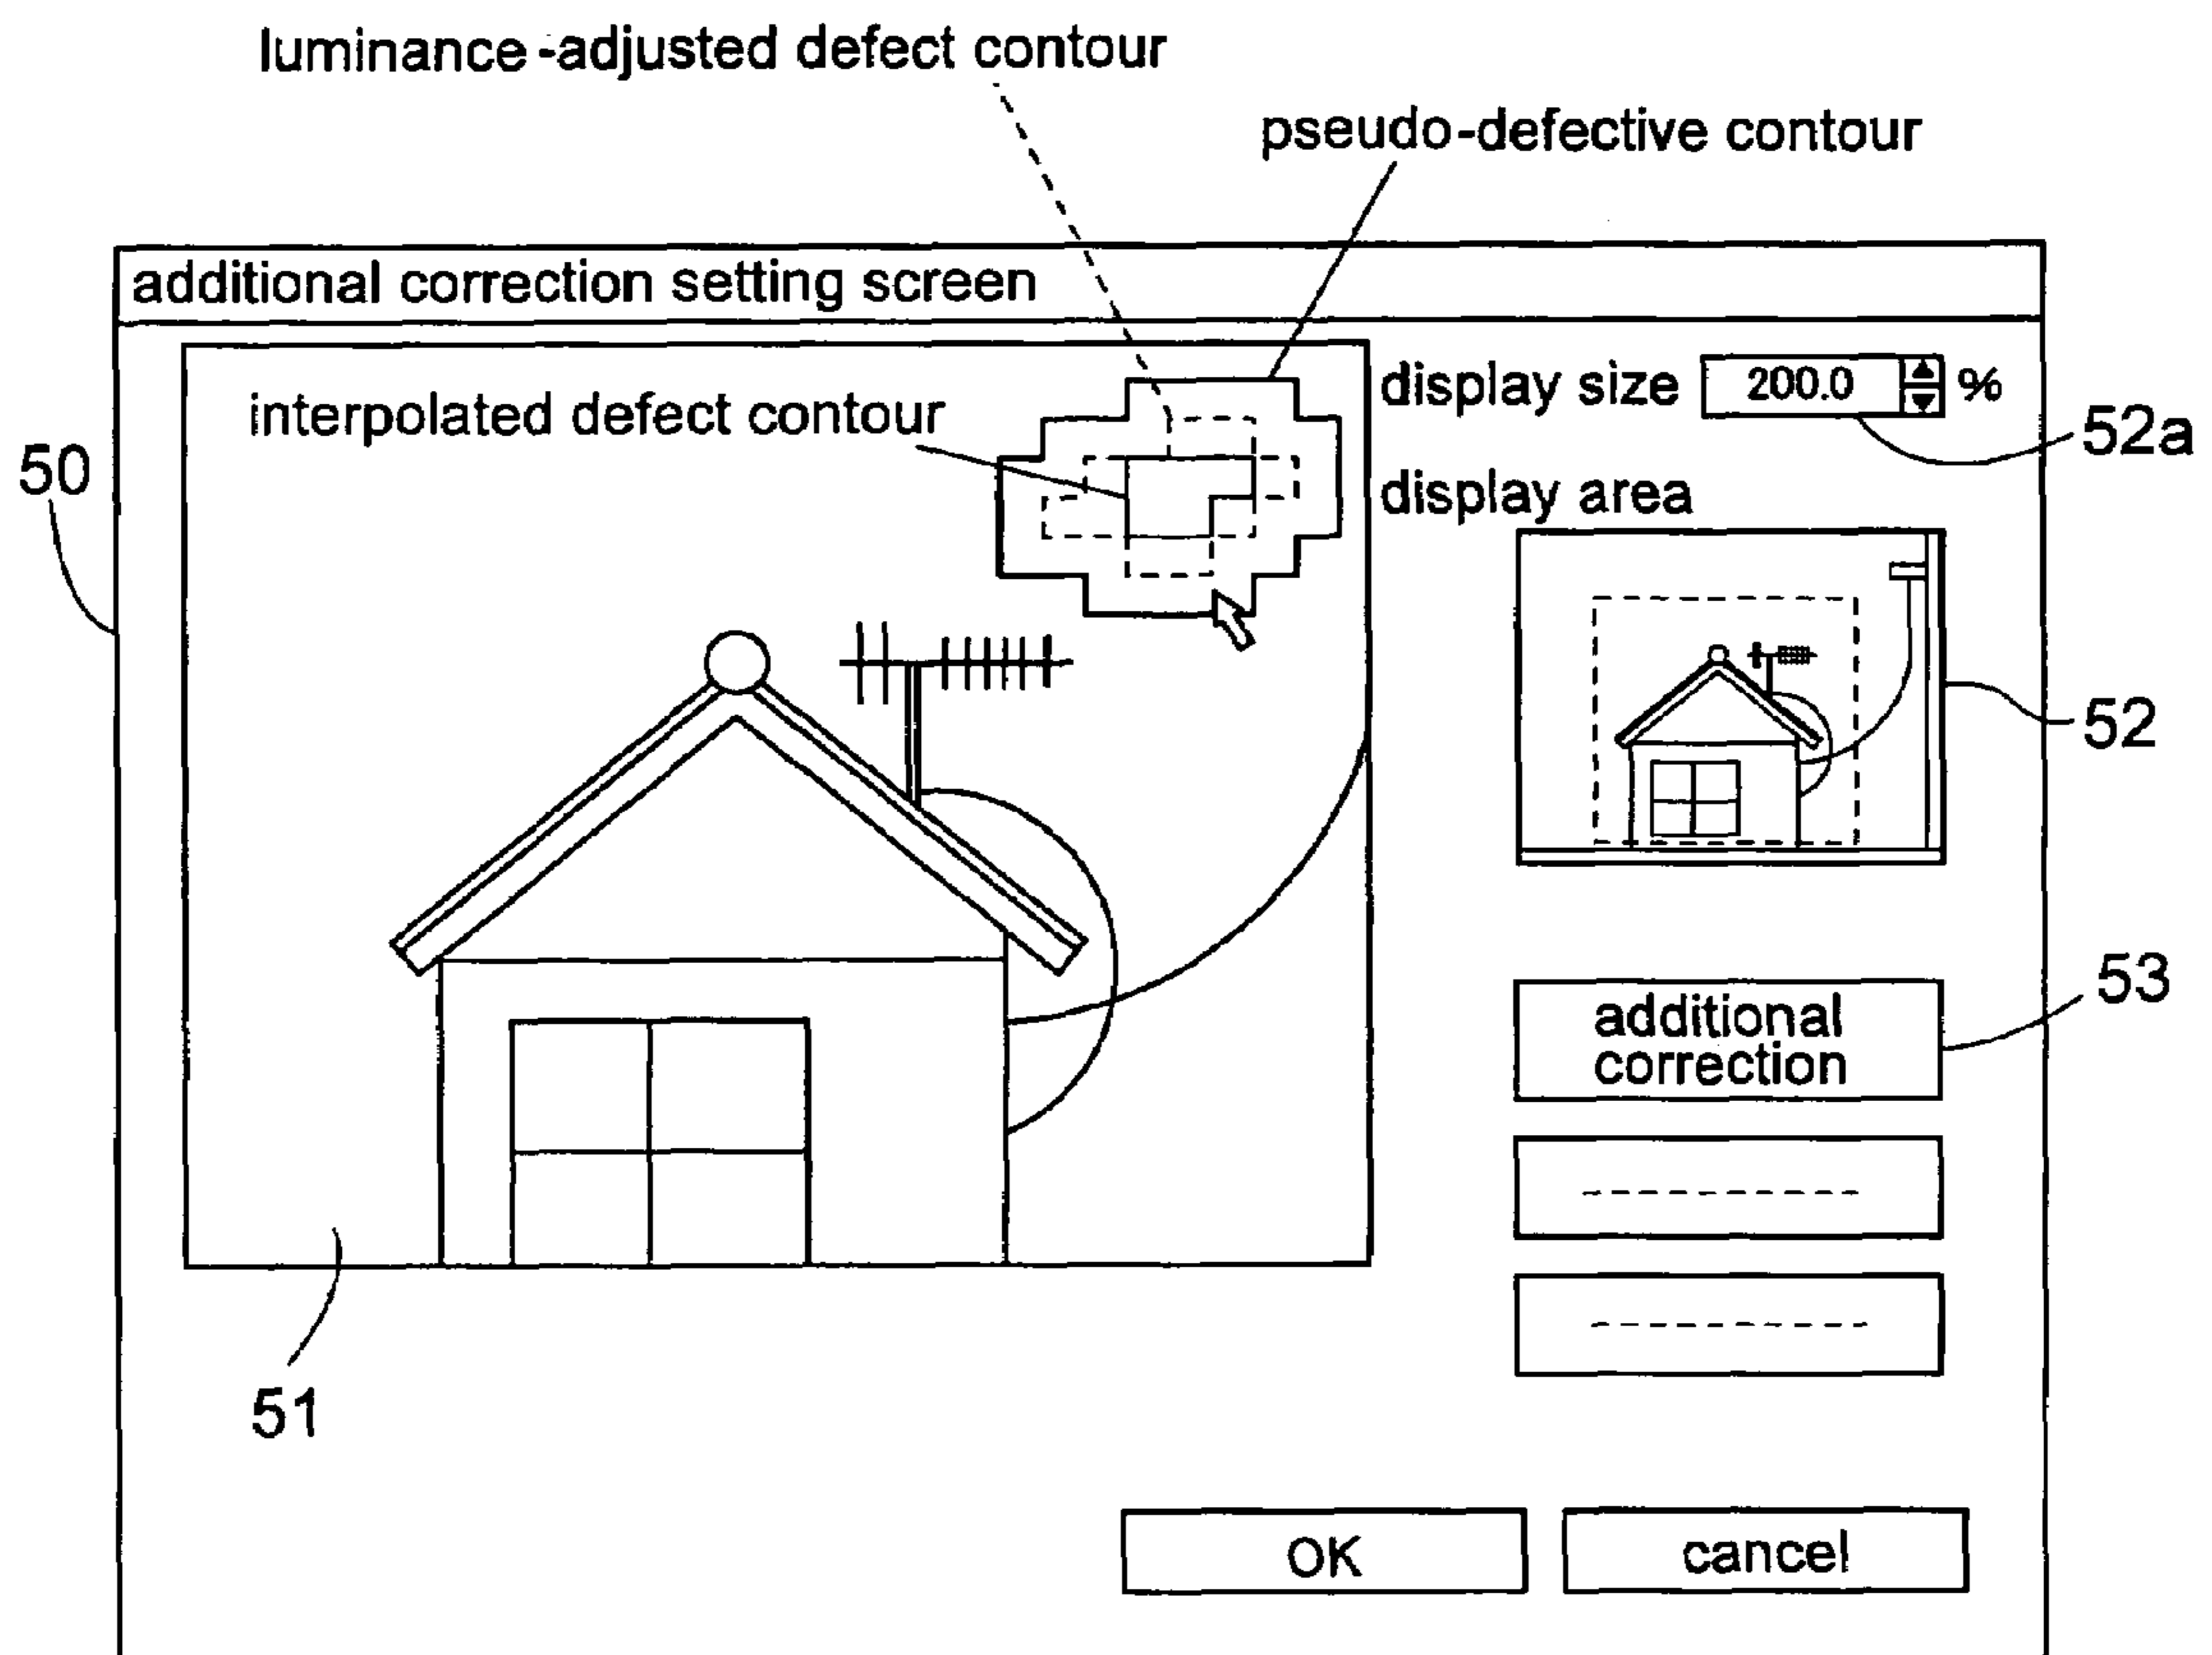 luminance-adjusted defect contour
pseudo-defective contour
additional correction setting screen
interpolated defect contour
display size 200.0 %
52a
50
display area
52
53
additional
correction
51
OK
cancel